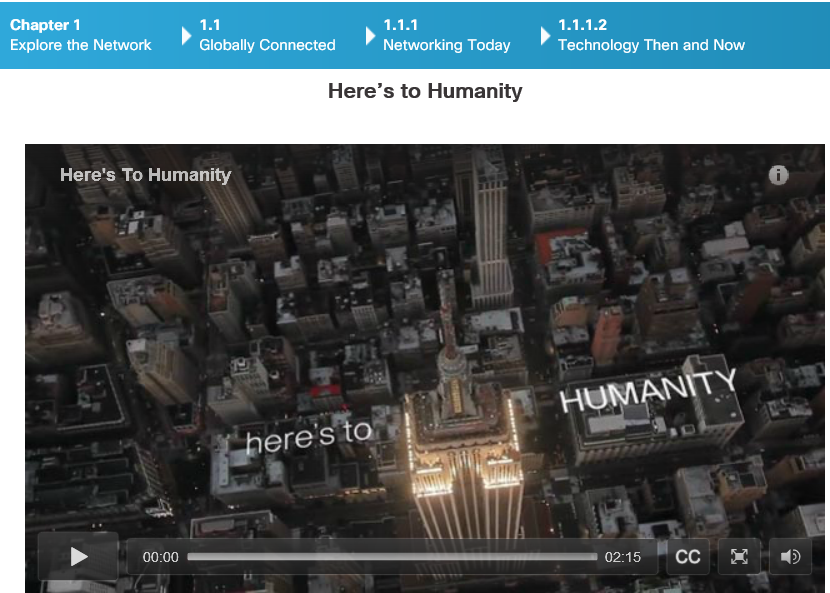 Chapter 1
Explore the Network
1.1
Globally Connected
1.1.1
Networking Today
1.1.1.2
Technology Then and Now
Here’s to Humanity
Here's To Humanity
i
here's to
HUMANITY
00:00
02:15
CC